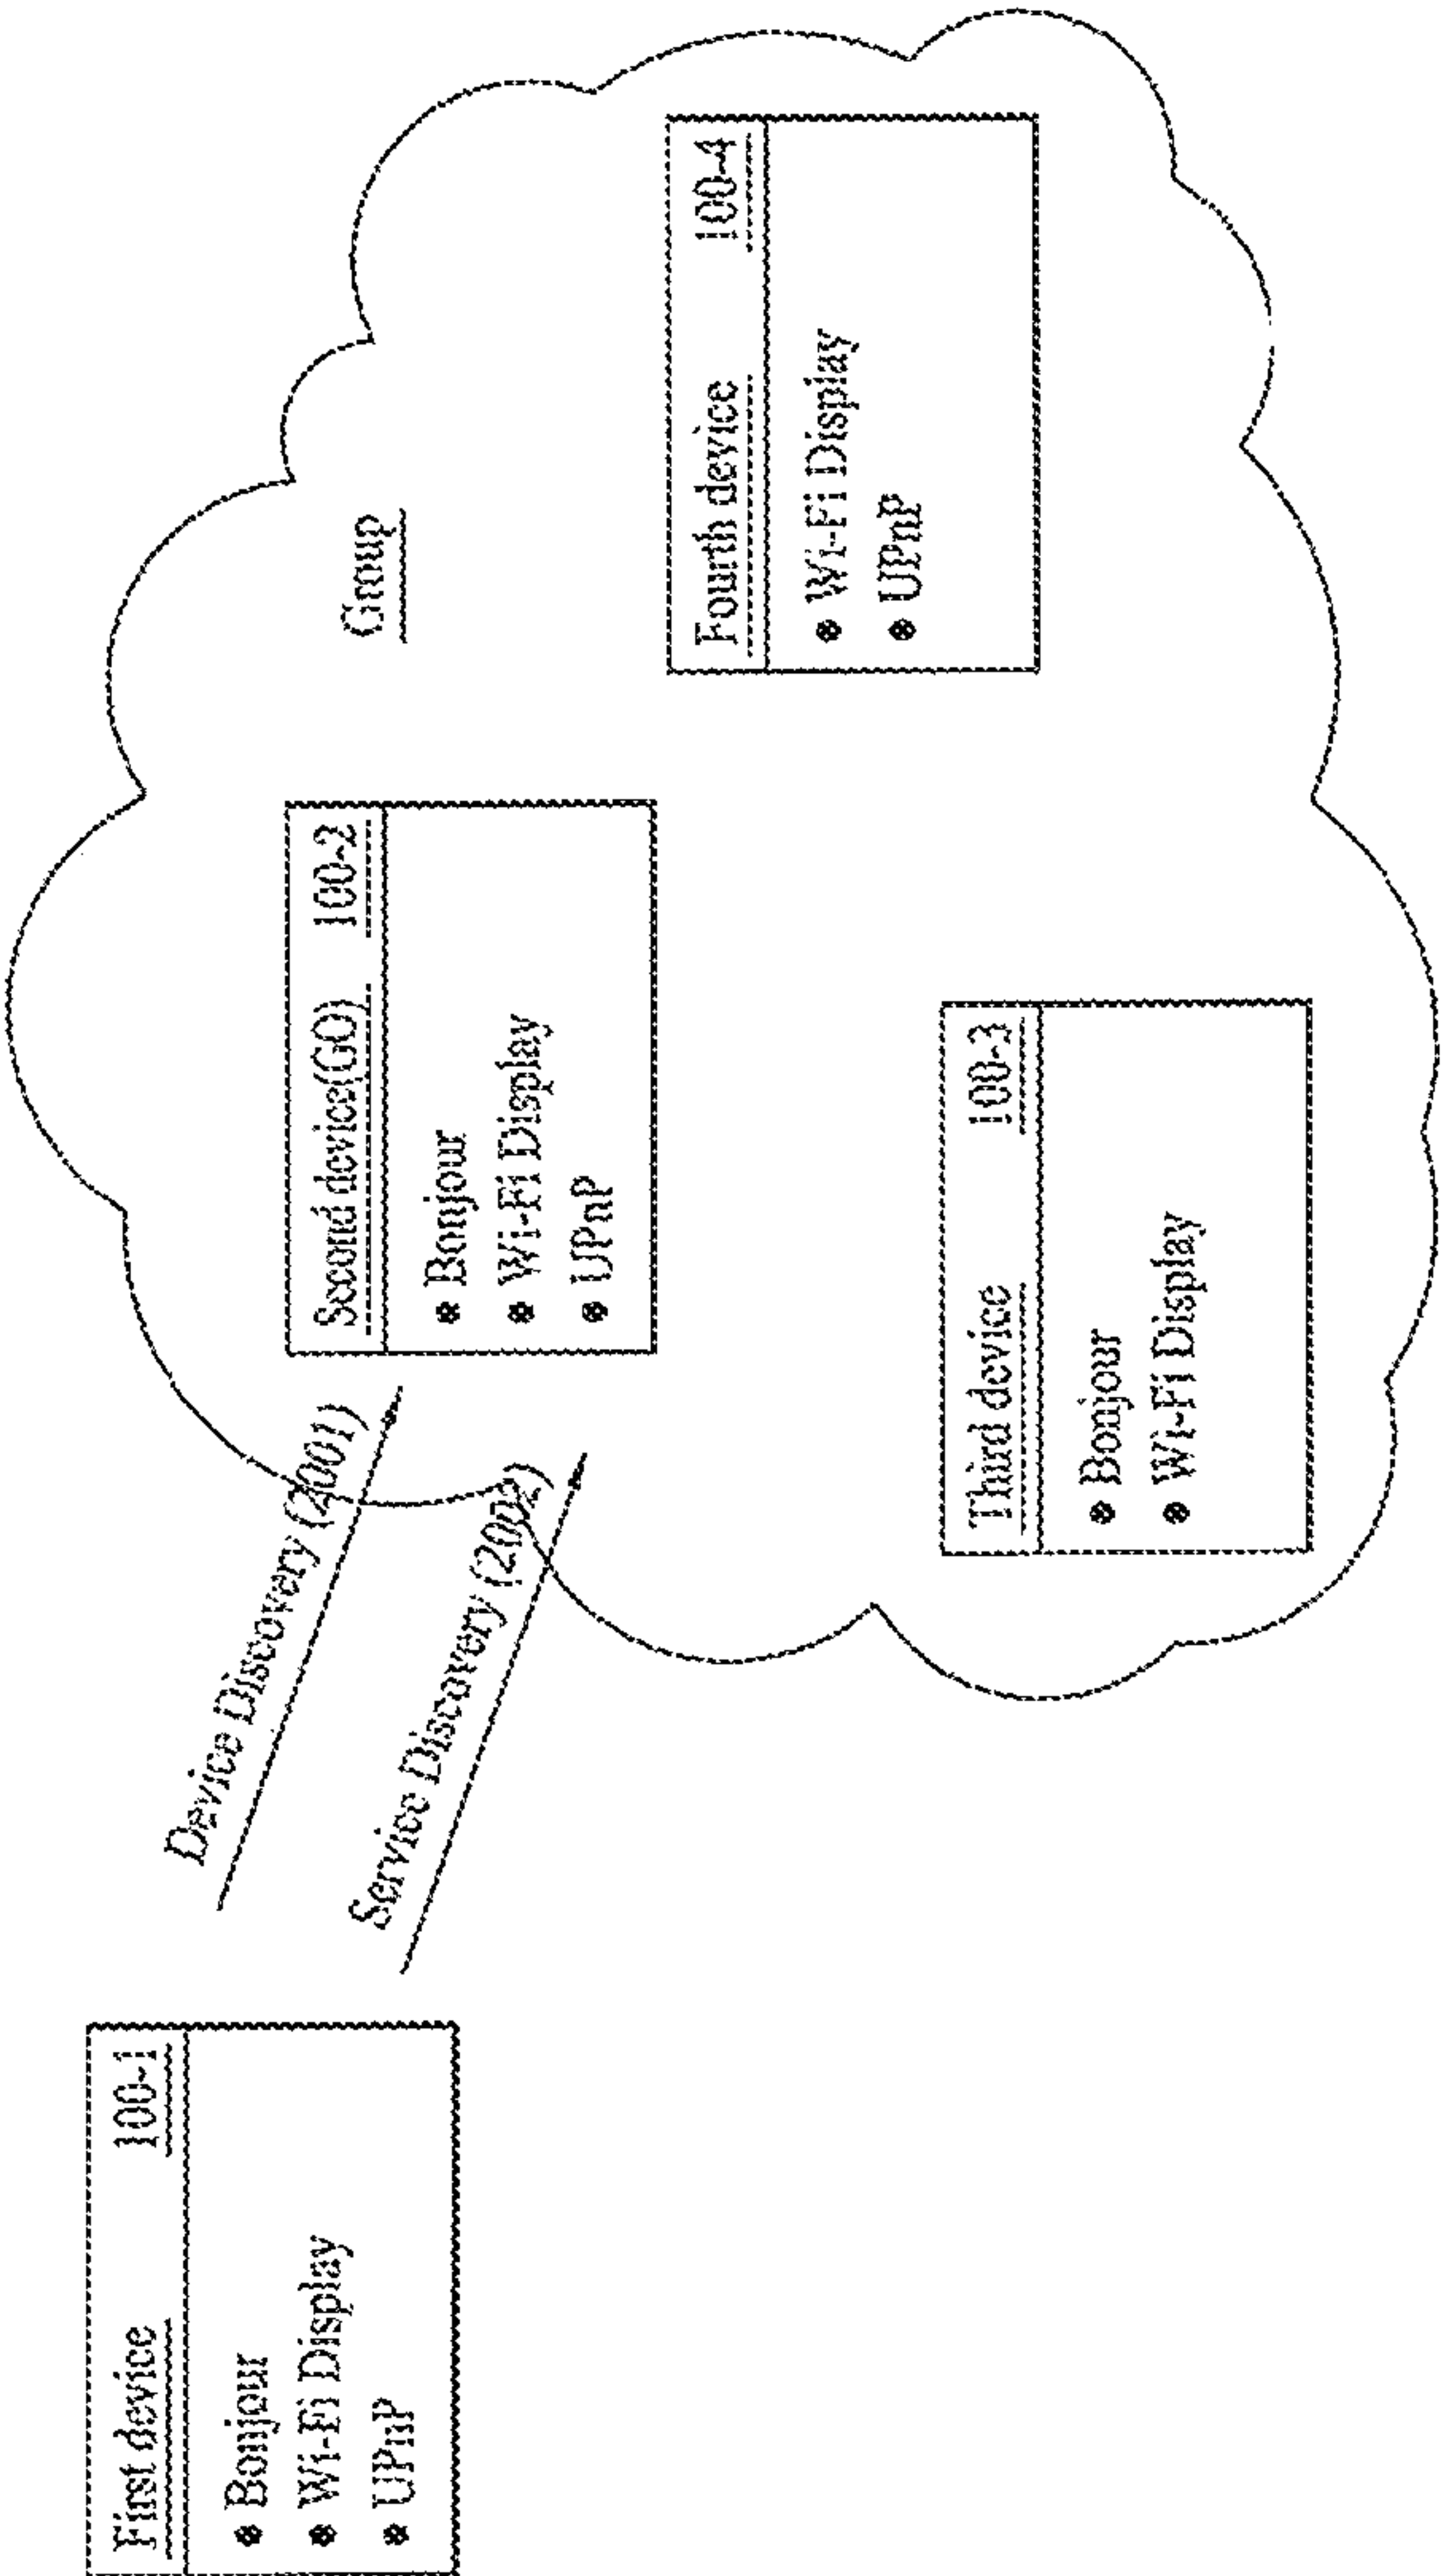 First device 100-1
• Bonjour
• Wi-Fi Display
• UPnP
Device Discovery (2001)
Service Discovery (2002)
Second device(GO) 100-2
• Bonjour
• Wi-Fi Display
• UPnP
Group
Third device 100-3
• Bonjour
• Wi-Fi Display
Fourth device 100-4
• Wi-Fi Display
• UPnP